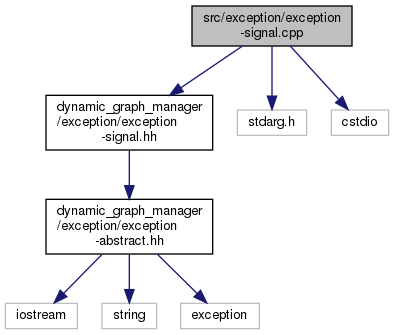 src/exception/exception
-signal.cpp
dynamic_graph_manager
/exception/exception
-signal.hh
stdarg.h
cstdio
dynamic_graph_manager
/exception/exception
-abstract.hh
iostream
string
exception